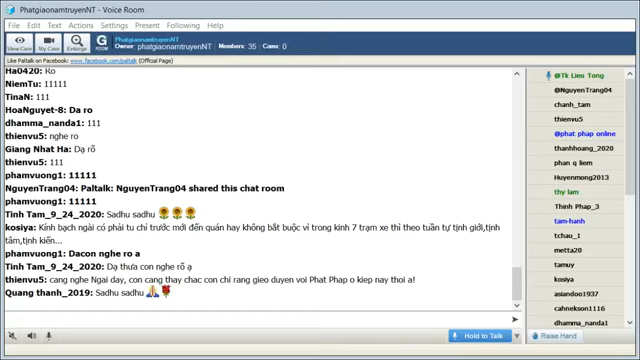 PhatgiaonamtruyenNT - Voice Room
File Edit Text Actions Settings Present Following Help
View Cam My Cam Enlarge G ROOM
PhatgiaonamtruyenNT
Owner: phatgiaonamtruyenNT Members: 35 Cams: 0
Like Paltalk on Facebook: www.facebook.com/paltalk (Official Page)
Ha0420: Ro
NiemTu: 11111
TinaN: 111
HoaNguyet-8: Da ro
dhamma_nanda1: 111
thienvu5: nghe ro
Giang Nhat Ha: Dạ rõ
thienvu5: 111
phamvuong1: 11111
NguyenTrang04: PALTALK: NguyenTrang04 shared this chat room
phamvuong1: 11111
Tinh Tam_9_24_2020: Sadhu sadhu
kosiya: Kính bạch ngài có phải tu chỉ trước mới đến quán hay không bắt buộc vì trong kinh 7 trạm xe thì theo tuần tự tịnh giới,tịnh
tâm,tịnh kiến...
phamvuong1: Dacon nghe ro a
Tinh Tam_9_24_2020: Dạ thưa con nghe rõ ạ
thienvu5: cang nghe Ngai day, con cang thay chac con chi rang gieo duyen voi Phat Phap o kiep nay thoi a!
Quang thanh_2019: Sadhu sadhu
@Tk Lieu Tong
@NguyenTrang04
chanh_tam
thienvu5
@phat phap online
thanhhoang_2020
phan q liem
Huyenmong2013
thy lam
Thinh Phap_3
tam-hanh
tchau_1
metta20
tamuy
kosiya
asiandoo1937
cahnekson1116
dhamma_nanda1
Hold to Talk
Raise Hand